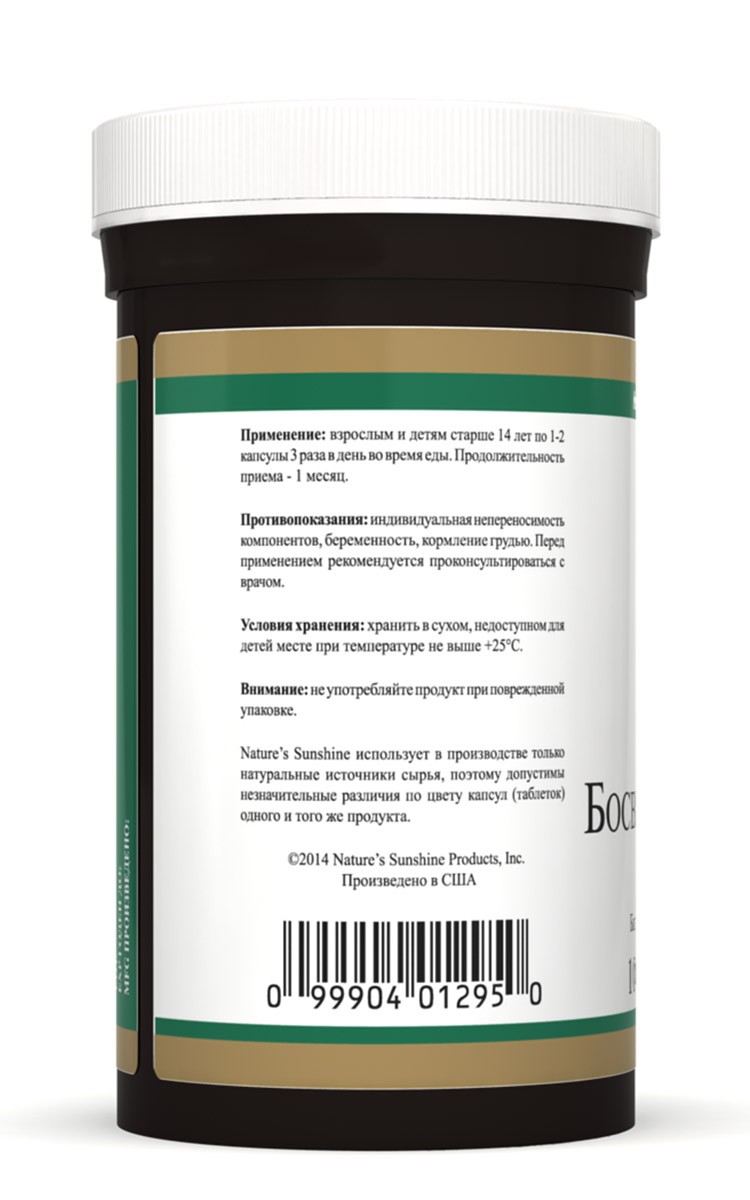 Применение: взрослым и детям старше 14 лет по 1-2
капсулы 3 раза в день во время еды. Продолжительность
приема - 1 месяц.
Противопоказания: индивидуальная непереносимость
компонентов, беременность, кормление грудью. Перед
применением рекомендуется проконсультироваться с
врачом.
Условия хранения: хранить в сухом, недоступном для
детей месте при температуре не выше +25°С.
Внимание: не употребляйте продукт при поврежденной
упаковке.
Nature's Sunshine использует в производстве только
натуральные источники сырья, поэтому допустимы
незначительные различия по цвету капсул (таблеток)
одного и того же продукта.
©2014 Nature's Sunshine Products, Inc.
Произведено в США
0 99904 01295 0
MFG ПРОИЗВЕДЕНО: